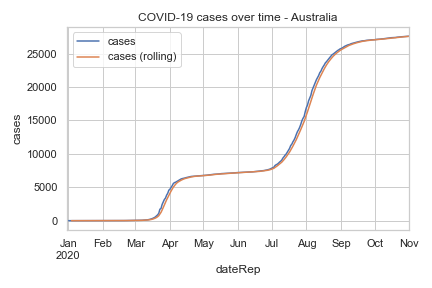 COVID-19 cases over time - Australia
cases
cases (rolling)
25000
20000
15000
10000
5000
0
cases
Jan Feb Mar Apr May Jun Jul Aug Sep Oct Nov
2020
dateRep